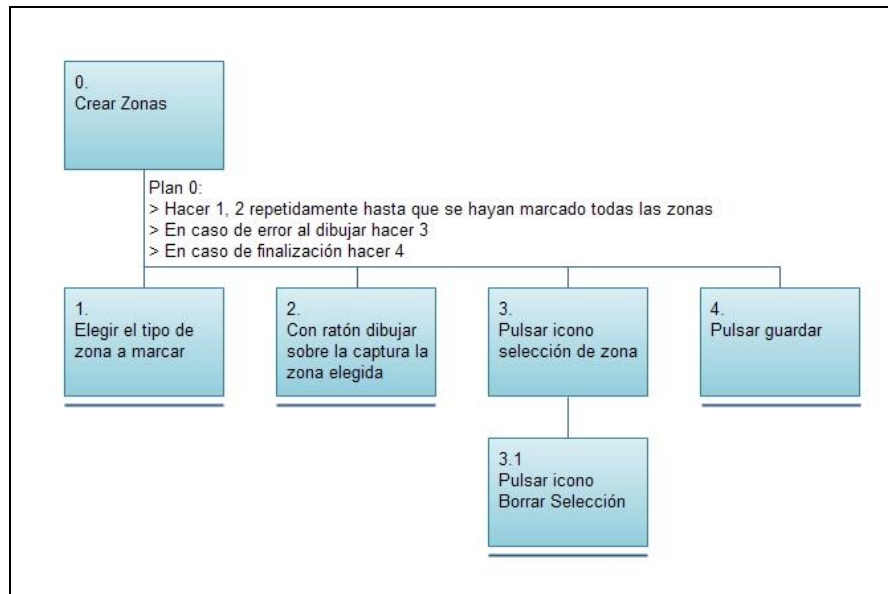 0.
Crear Zonas
Plan 0:
> Hacer 1, 2 repetidamente hasta que se hayan marcado todas las zonas
> En caso de error al dibujar hacer 3
> En caso de finalización hacer 4
1.
Elegir el tipo de
zona a marcar
2.
Con ratón dibujar
sobre la captura la
zona elegida
3.
Pulsar icono
selección de zona
4.
Pulsar guardar
3.1
Pulsar icono
Borrar Selección